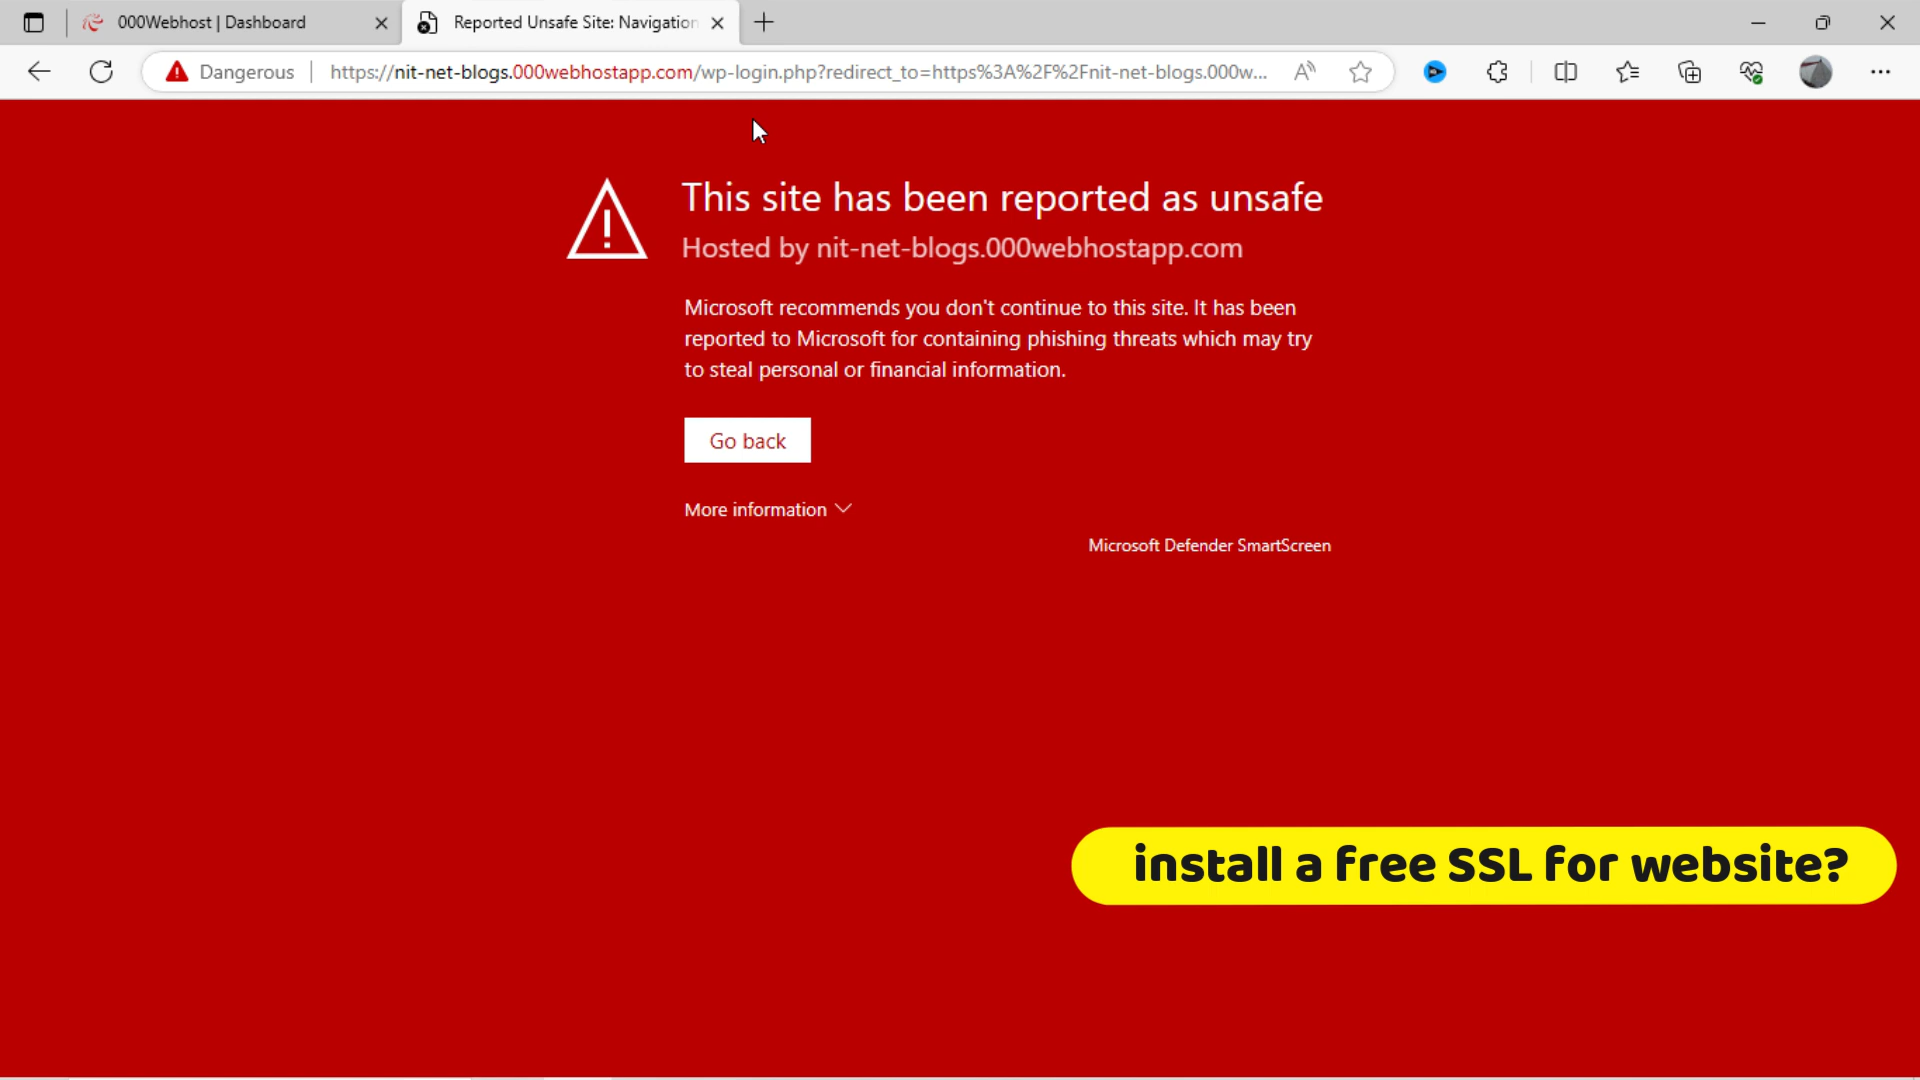 000Webhost | Dashboard
Reported Unsafe Site: Navigation
Dangerous
https://nit-net-blogs.000webhostapp.com/wp-login.php?redirect_to=https%3A%2F%2Fnit-net-blogs.000w...
This site has been reported as unsafe
Hosted by nit-net-blogs.000webhostapp.com
Microsoft recommends you don't continue to this site. It has been
reported to Microsoft for containing phishing threats which may try
to steal personal or financial information.
Go back
More information
Microsoft Defender SmartScreen
install a free SSL for website?